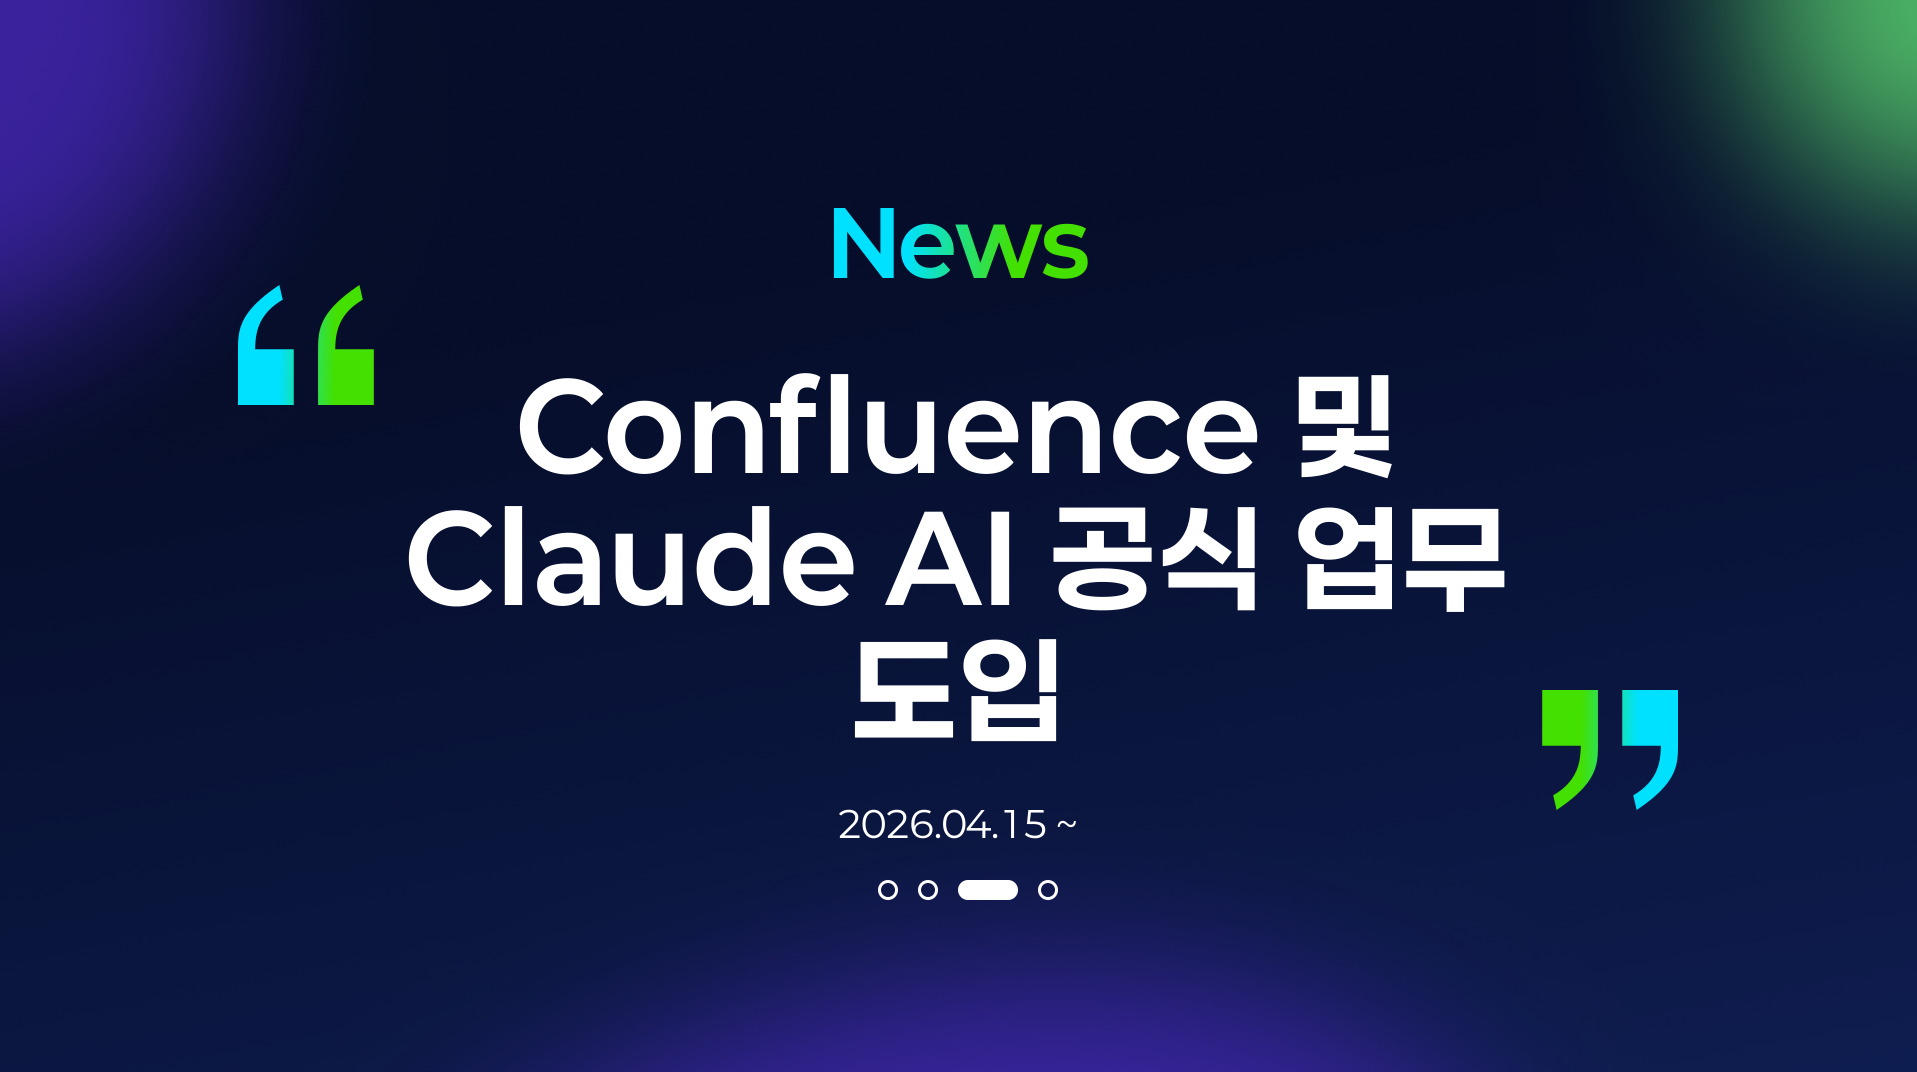 News
“
Confluence 및
Claude AI 공식 업무
도입
”
2026.04.15 ~